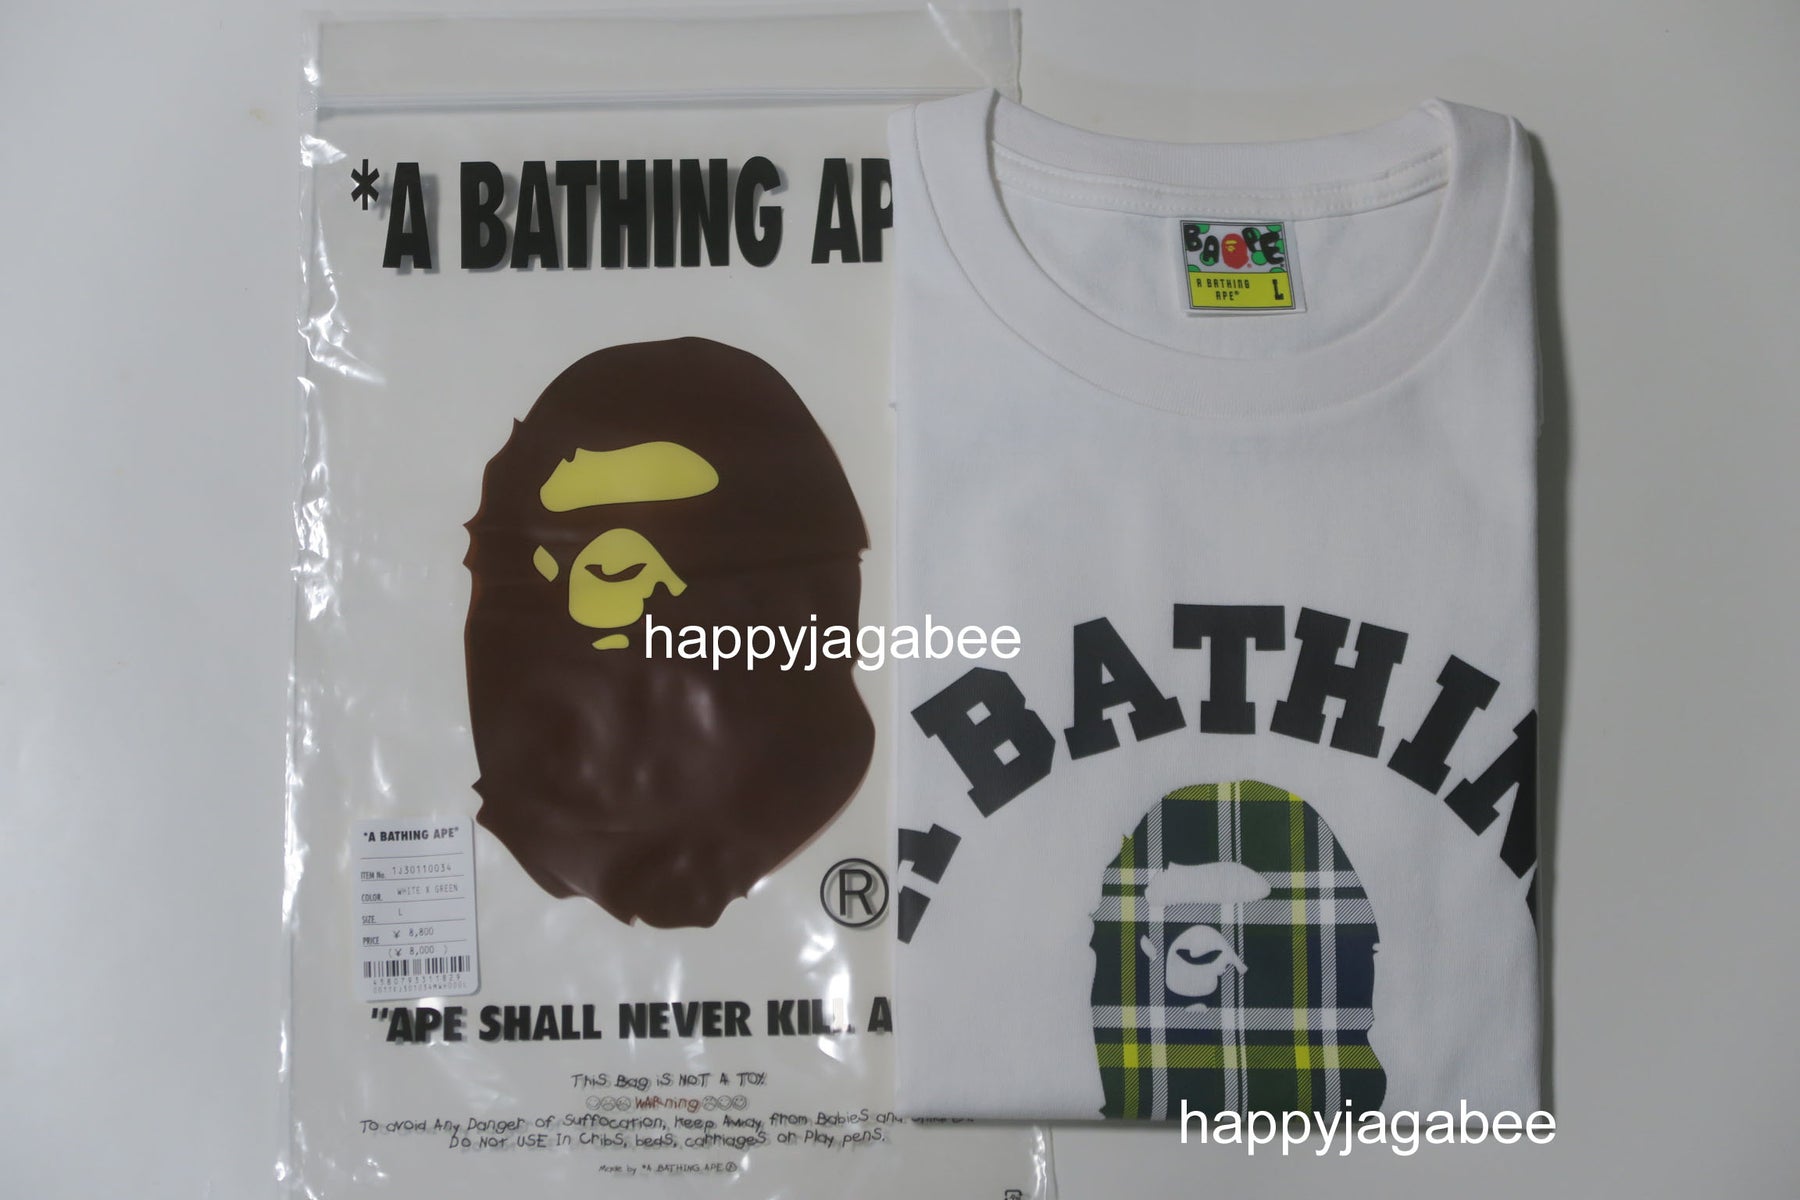 *A BATHING AP
BAPE
A BATHING
APE®
L
happyjagabee
A BATHIN
®
*A BATHING APE®
ITEM No. 1J30110034
COLOR. WHITE X GREEN
SIZE. L
PRICE ¥ 8,800
( ¥ 8,000 )
4580793311829
"APE SHALL NEVER KILL A
This Bag is NOT A TOY.
WARning
To avoid Any Danger of Suffocation, Keep Away from Babies and Children.
Do NOT USE In Cribs, beds, carriages or Play pens.
Made by *A BATHING APE®
happyjagabee